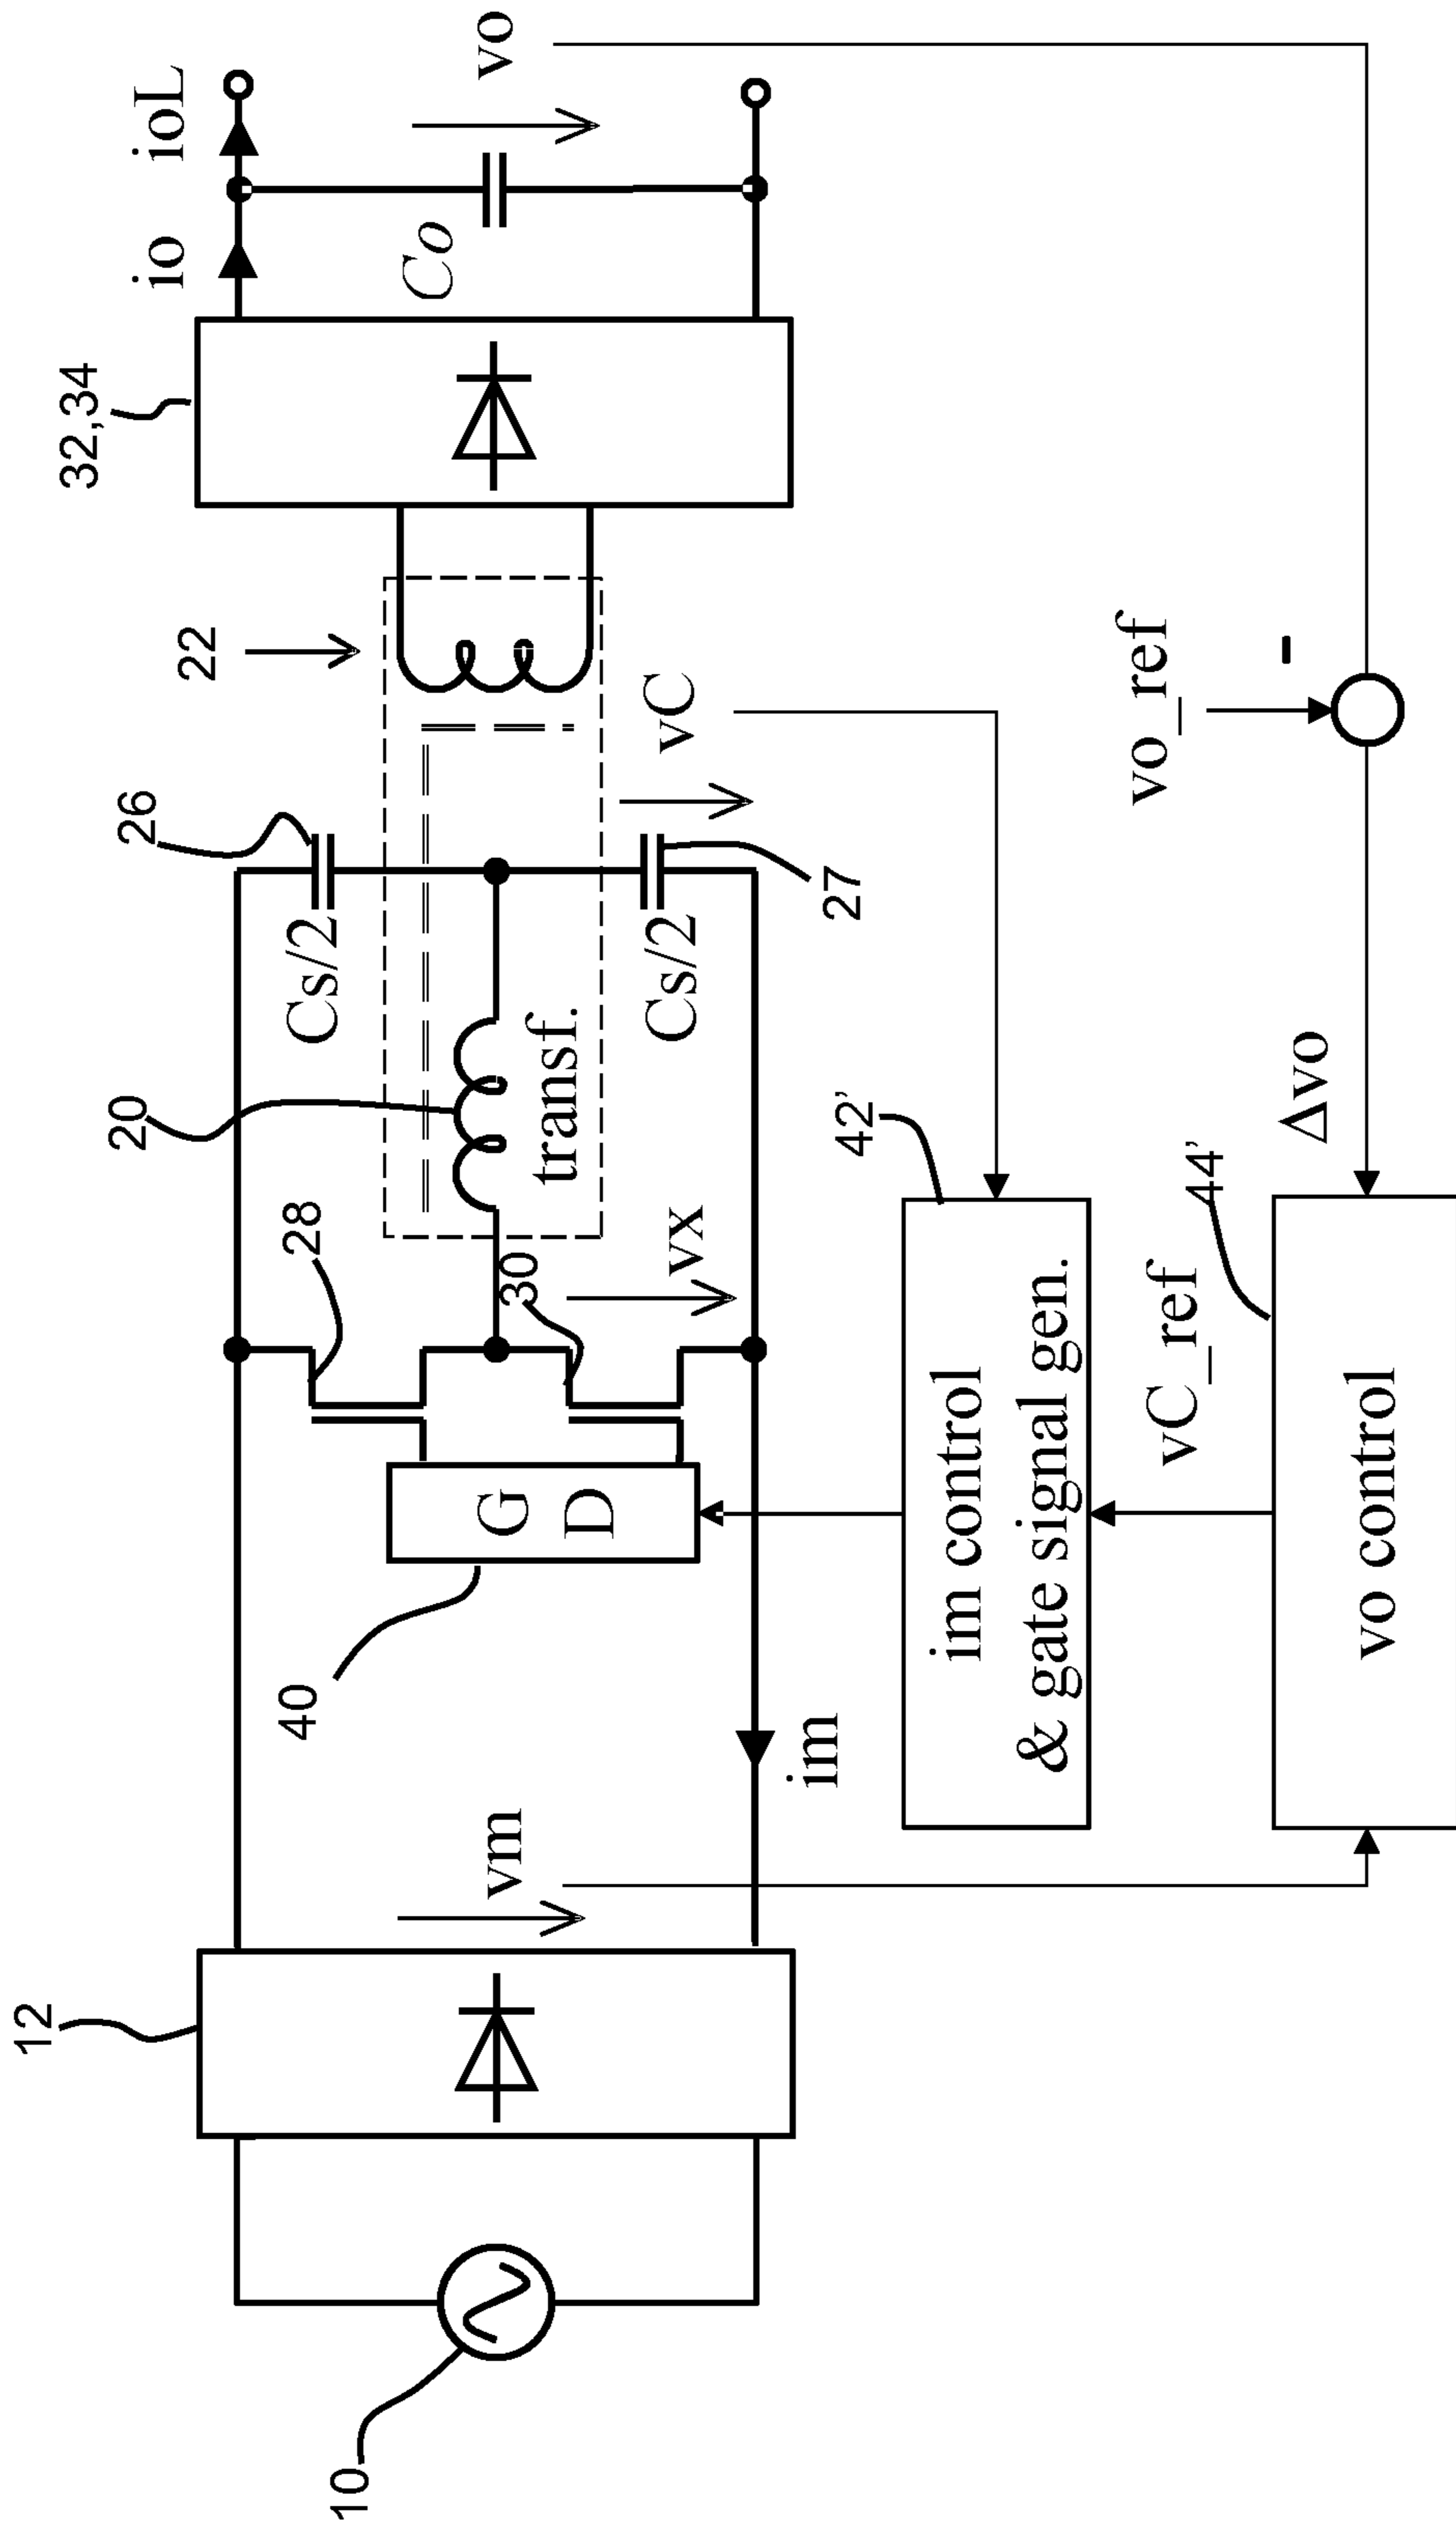 10
12
vm
im
40
G
D
28
30
vx
20
transf.
26
Cs/2
Cs/2
27
vC
22
32,34
io
ioL
Co
vo
im control
& gate signal gen.
42'
vC_ref
vo control
44'
Δvo
vo_ref
-